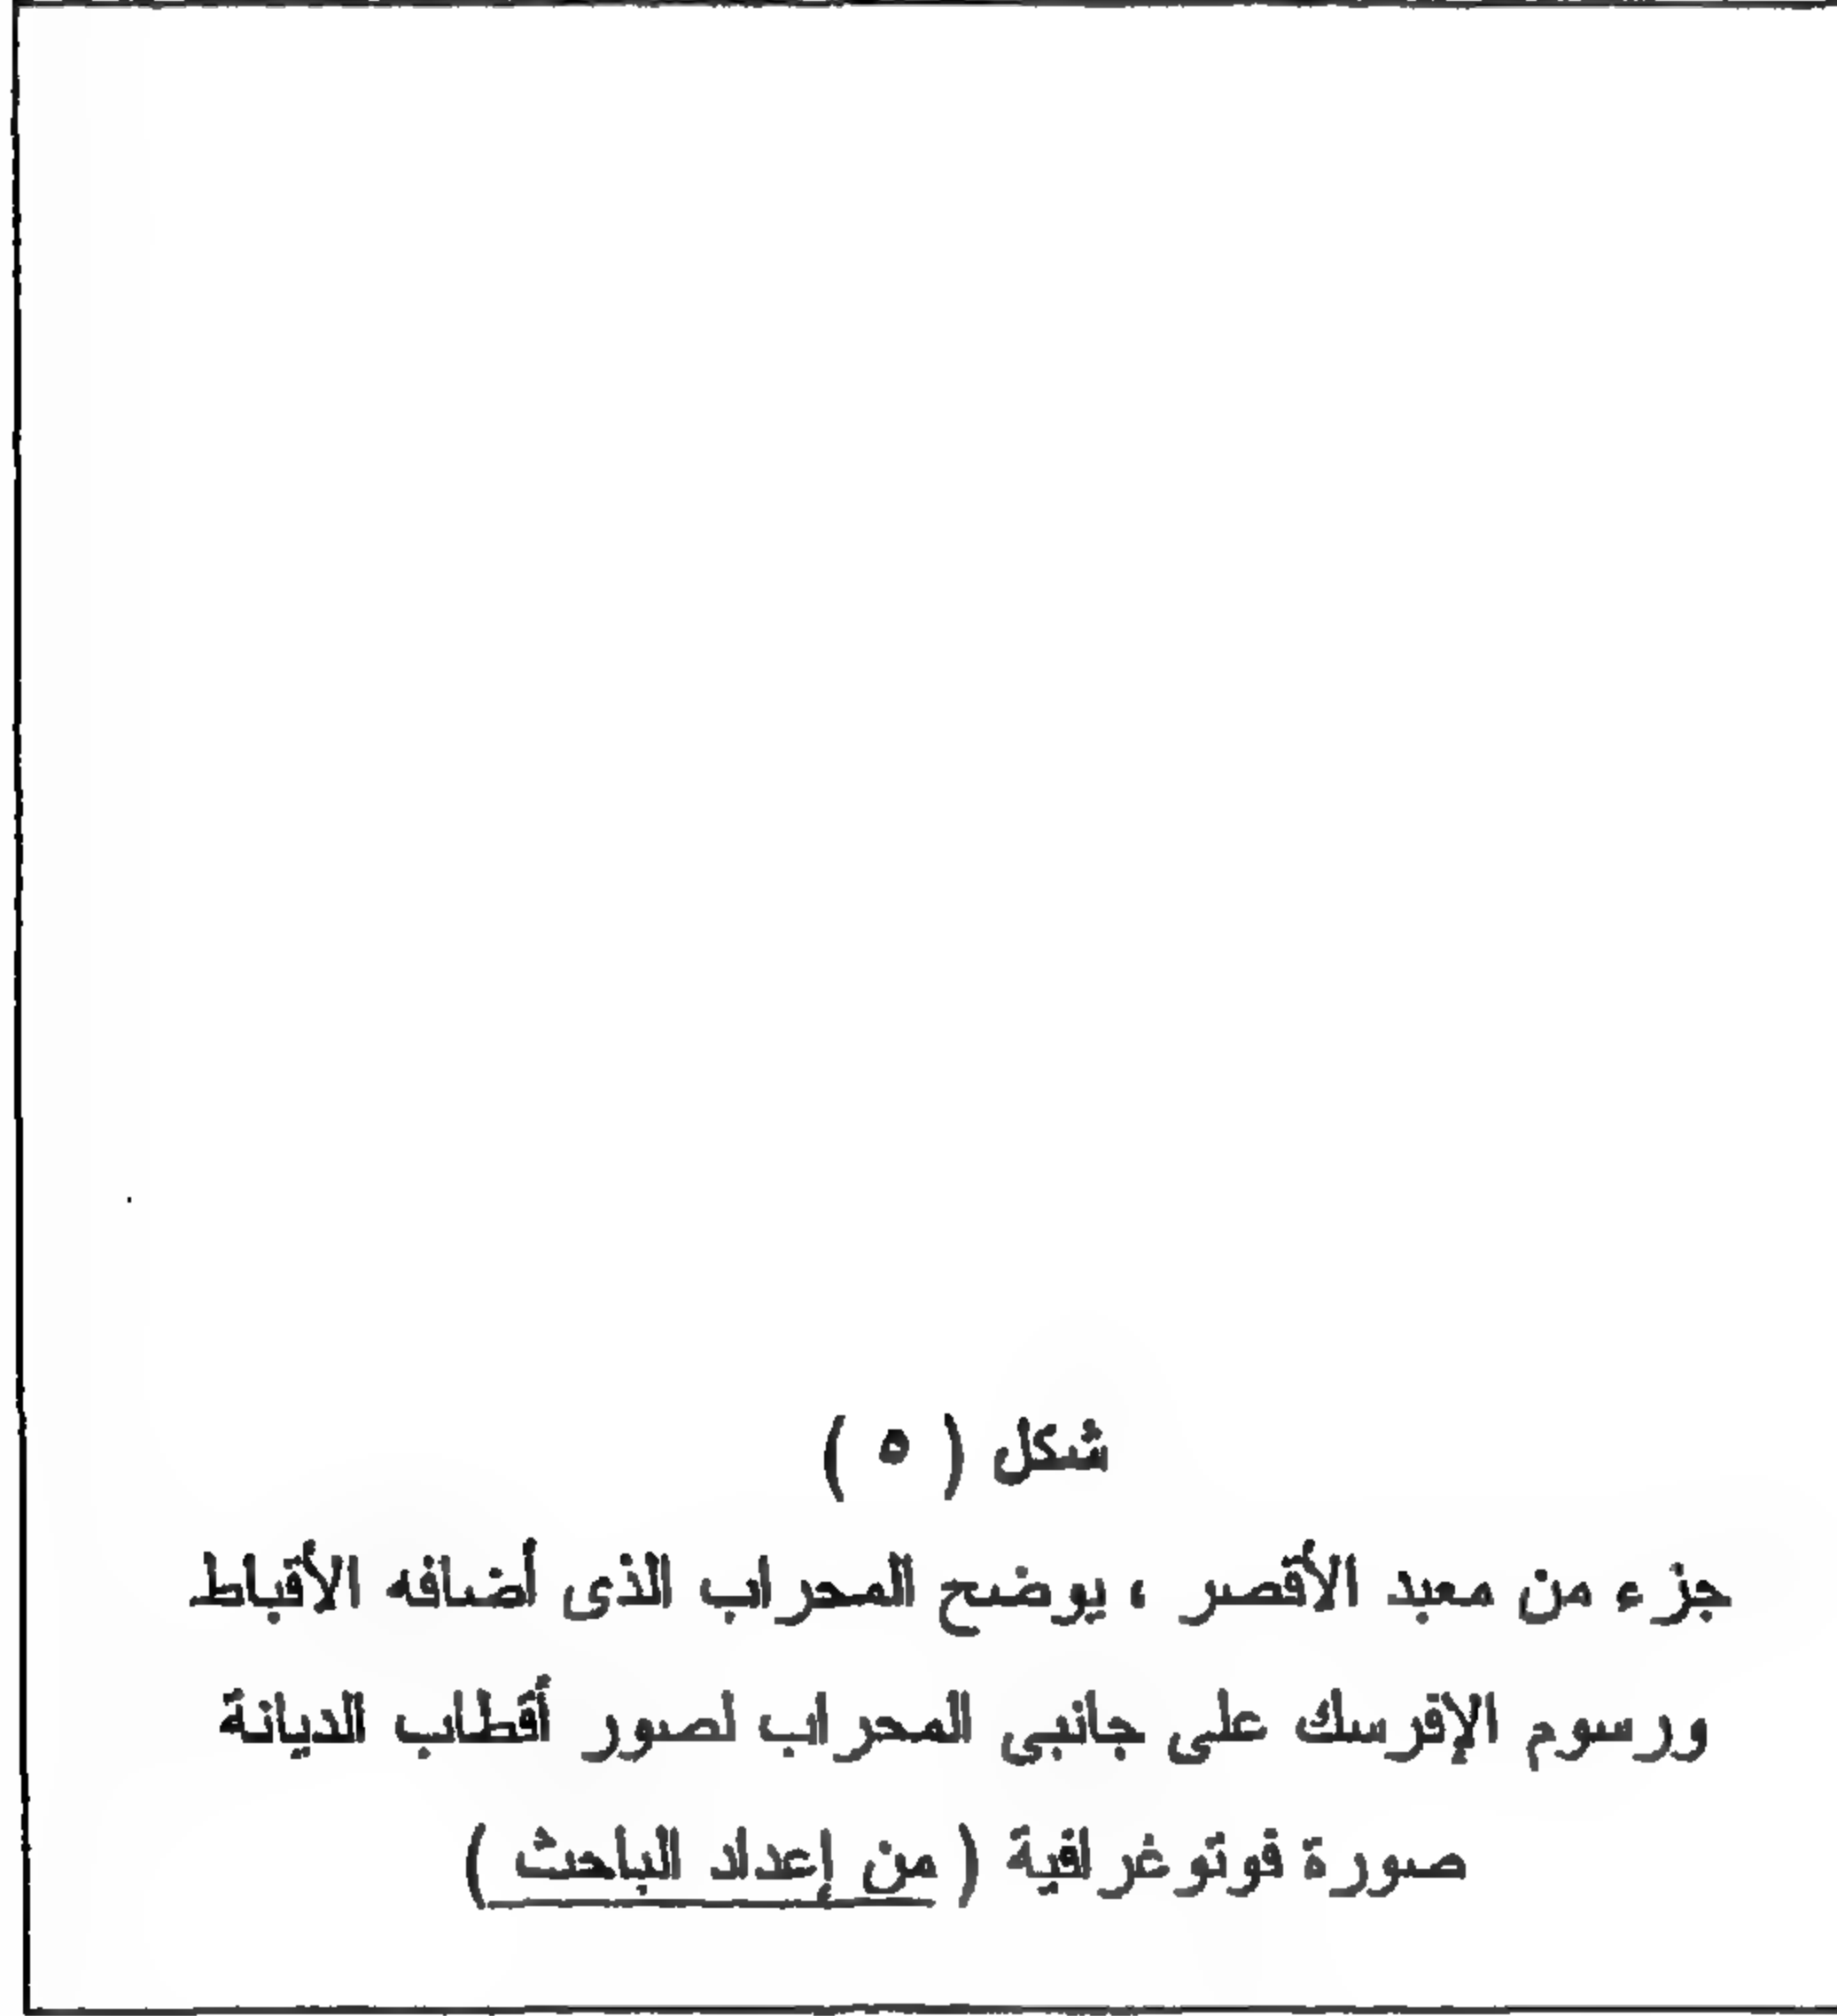 شكل ( ٥ )
جزء من معبد الأقصر ، يوضح المحراب الذى أضافه الأقباط
ورسوم الإفرسك على جانبى المحراب لصور أقطاب الديانة
صورة فوتوغرافية ( من إعداد الباحث )